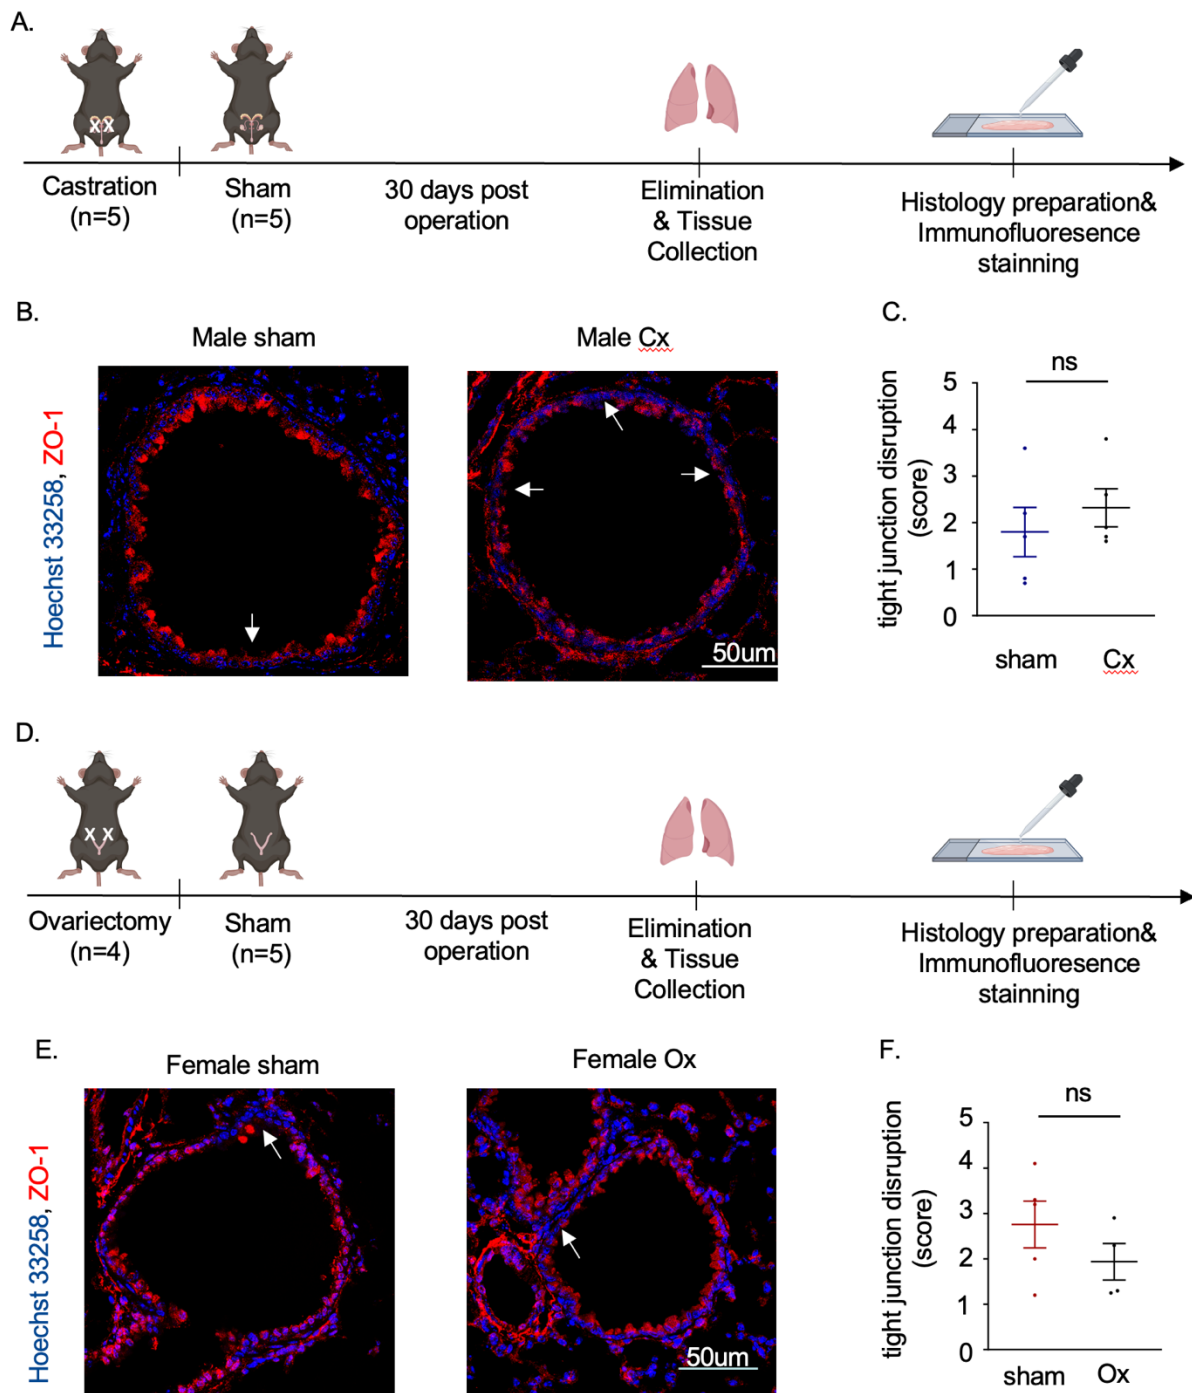 A.
X X
Castration
(n=5)
Sham
(n=5)
30 days post
operation
Elimination
& Tissue
Collection
Histology preparation&
Immunofluoresence
stainning
B.
Male sham
Male Cx
Hoechst 33258, ZO-1
50um
C.
ns
tight junction disruption
(score)
5
4
3
2
1
0
sham
Cx
D.
X X
Ovariectomy
(n=4)
Sham
(n=5)
30 days post
operation
Elimination
& Tissue
Collection
Histology preparation&
Immunofluoresence
stainning
E.
Female sham
Female Ox
Hoechst 33258, ZO-1
50um
F.
ns
tight junction disruption
(score)
5
4
3
2
1
0
sham
Ox